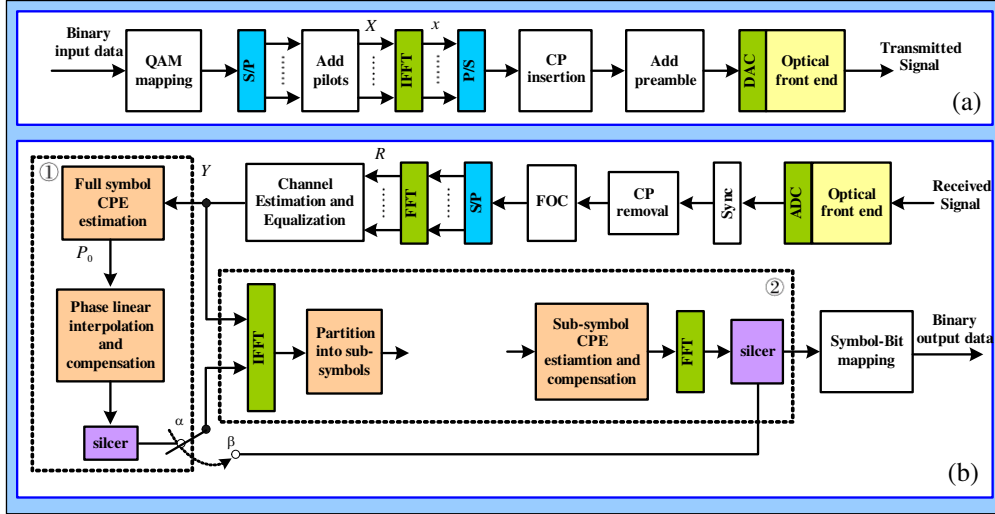 Binary
input data
QAM
mapping
S/P
Add
pilots
X
IFFT
x
P/S
CP
insertion
Add
preamble
DAC
Optical
front end
Transmitted
Signal
(a)
①
Full symbol
CPE
estimation
Y
Channel
Estimation and
Equalization
R
FFT
S/P
FOC
CP
removal
Sync
ADC
Optical
front end
Received
Signal
P0
Phase linear
interpolation
and
compensation
silcer
α
β
②
IFFT
Partition
into sub-
symbols
Sub-symbol
CPE
estiamtion and
compensation
FFT
silcer
Symbol-Bit
mapping
Binary
output data
(b)